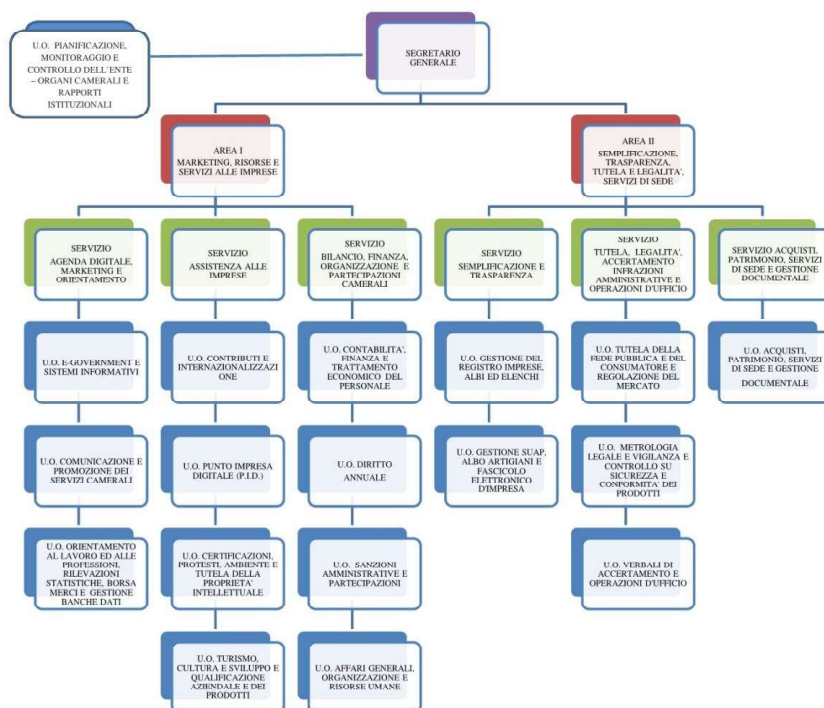 U.O. PIANIFICAZIONE,
MONITORAGGIO E
CONTROLLO DELL'ENTE
– ORGANI CAMERALI E
RAPPORTI
ISTITUZIONALI
SEGRETARIO
GENERALE
AREA I
MARKETING, RISORSE E
SERVIZI ALLE IMPRESE
AREA II
SEMPLIFICAZIONE,
TRASPARENZA,
TUTELA E LEGALITA',
SERVIZI DI SEDE
SERVIZIO
AGENDA DIGITALE,
MARKETING E
ORIENTAMENTO
SERVIZIO
ASSISTENZA ALLE
IMPRESE
SERVIZIO
BILANCIO, FINANZA,
ORGANIZZAZIONE E
PARTECIPAZIONI
CAMERALI
SERVIZIO
SEMPLIFICAZIONE E
TRASPARENZA
SERVIZIO
TUTELA, LEGALITA',
ACCERTAMENTO
INFRAZIONI
AMMINISTRATIVE E
OPERAZIONI D'UFFICIO
SERVIZIO ACQUISTI,
PATRIMONIO, SERVIZI
DI SEDE E GESTIONE
DOCUMENTALE
U.O. E-GOVERNMENT E
SISTEMI INFORMATIVI
U.O. CONTRIBUTI E
INTERNAZIONALIZZAZI
ONE
U.O. CONTABILITA',
FINANZA E
TRATTAMENTO
ECONOMICO DEL
PERSONALE
U.O. GESTIONE DEL
REGISTRO IMPRESE,
ALBI ED ELENCHI
U.O. TUTELA DELLA
FEDE PUBBLICA E DEL
CONSUMATORE E
REGOLAZIONE DEL
MERCATO
U.O. ACQUISTI,
PATRIMONIO, SERVIZI
DI SEDE E GESTIONE
DOCUMENTALE
U.O. COMUNICAZIONE E
PROMOZIONE DEI
SERVIZI CAMERALI
U.O. PUNTO IMPRESA
DIGITALE (P.I.D.)
U.O. DIRITTO
ANNUALE
U.O. GESTIONE SUAP,
ALBO ARTIGIANI E
FASCICOLO
ELETTRONICO
D'IMPRESA
U.O. METROLOGIA
LEGALE E VIGILANZA E
CONTROLLO SU
SICUREZZA E
CONFORMITA' DEI
PRODOTTI
U.O. ORIENTAMENTO
AL LAVORO ED ALLE
PROFESSIONI,
RILEVAZIONI
STATISTICHE, BORSA
MERCI E GESTIONE
BANCHE DATI
U.O. CERTIFICAZIONI,
PROTESTI, AMBIENTE E
TUTELA DELLA
PROPRIETA'
INTELLETTUALE
U.O. SANZIONI
AMMINISTRATIVE E
PARTECIPAZIONI
U.O. VERBALI DI
ACCERTAMENTO E
OPERAZIONI D'UFFICIO
U.O. TURISMO,
CULTURA E SVILUPPO E
QUALIFICAZIONE
AZIENDALE E DEI
PRODOTTI
U.O. AFFARI GENERALI,
ORGANIZZAZIONE E
RISORSE UMANE